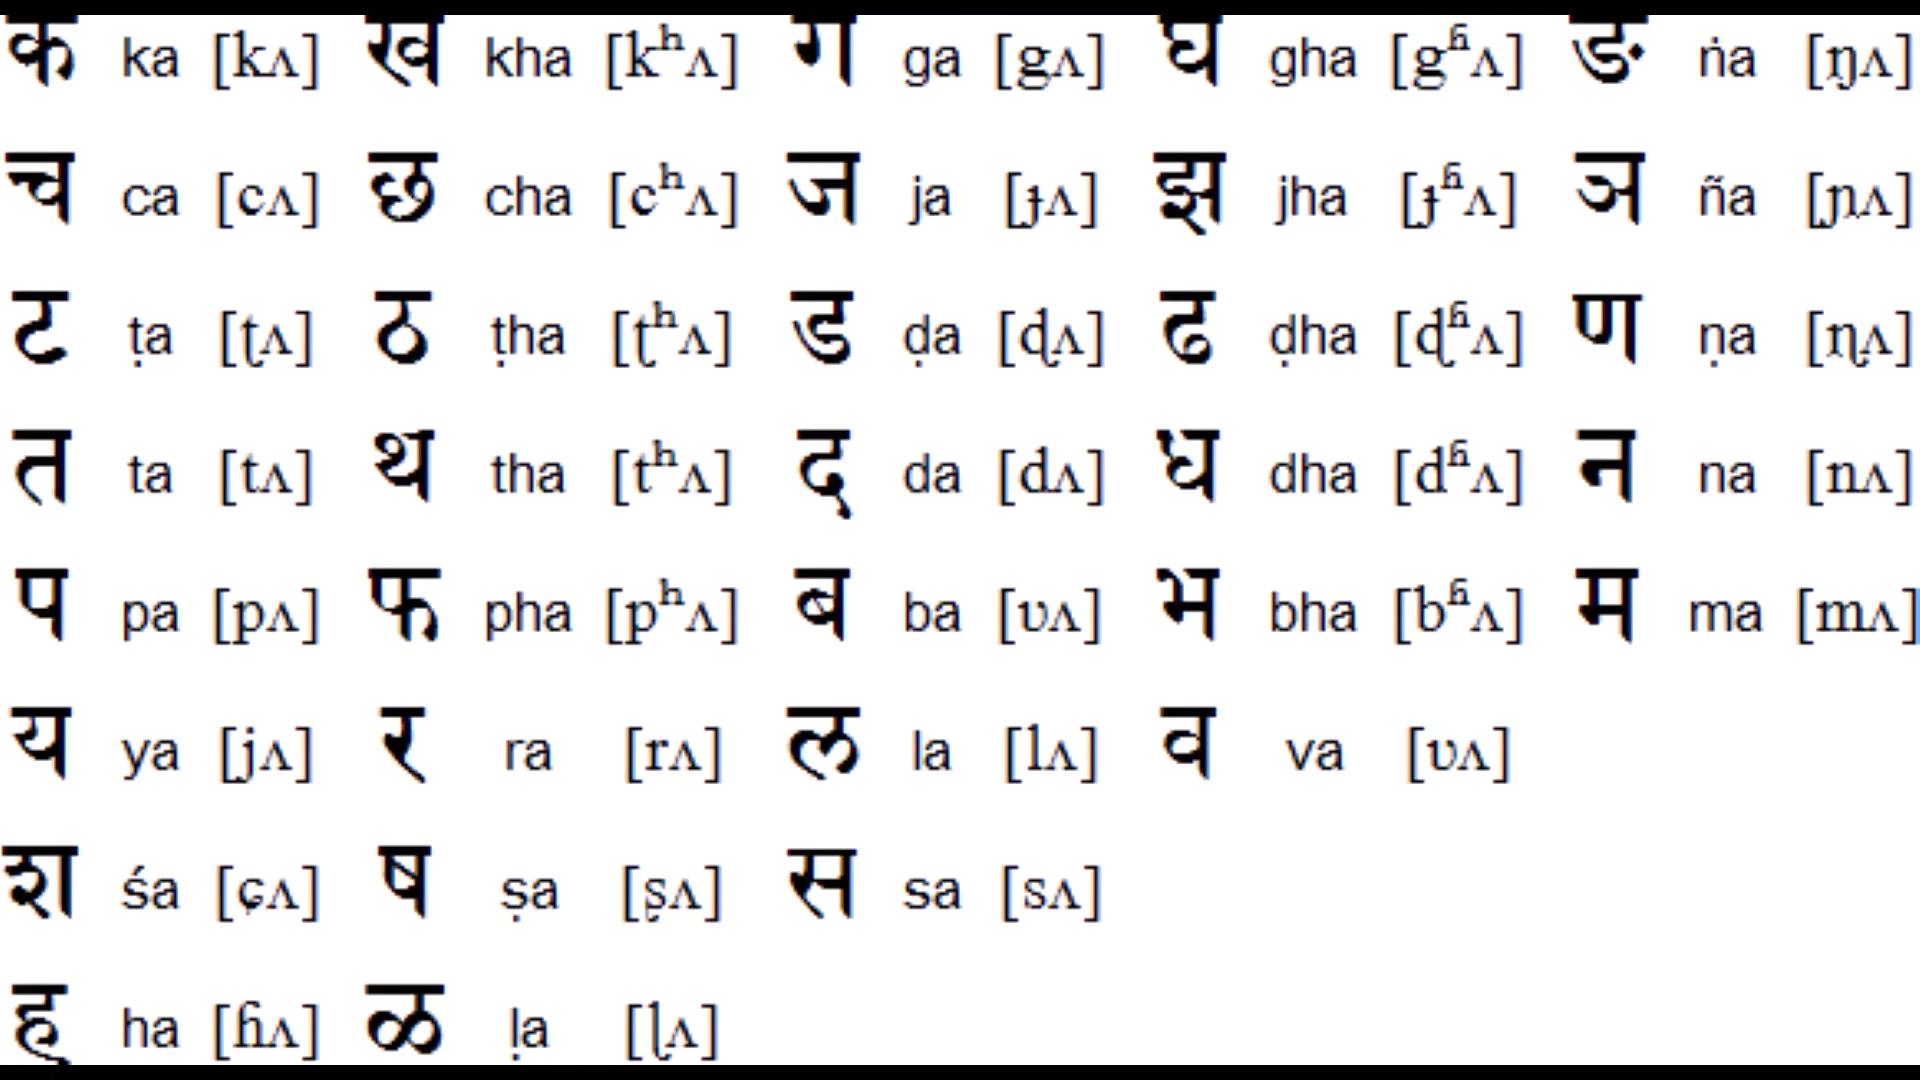 क ka [kʌ] ख kha [kʰʌ] ग ga [gʌ] घ gha [gʱʌ] ङ ṅa [ŋʌ]
च ca [cʌ] छ cha [cʰʌ] ज ja [ɟʌ] झ jha [ɟʱʌ] ञ ña [ɲʌ]
ट ṭa [ʈʌ] ठ ṭha [ʈʰʌ] ड ḍa [ɖʌ] ढ ḍha [ɖʱʌ] ण ṇa [ɳʌ]
त ta [tʌ] थ tha [tʰʌ] द da [dʌ] ध dha [dʱʌ] न na [nʌ]
प pa [pʌ] फ pha [pʰʌ] ब ba [ʋʌ] भ bha [bʱʌ] म ma [mʌ]
य ya [jʌ] र ra [rʌ] ल la [lʌ] व va [ʋʌ]
श śa [ɕʌ] ष ṣa [ʂʌ] स sa [sʌ]
ह ha [ɦʌ] ळ ḷa [ɭʌ]